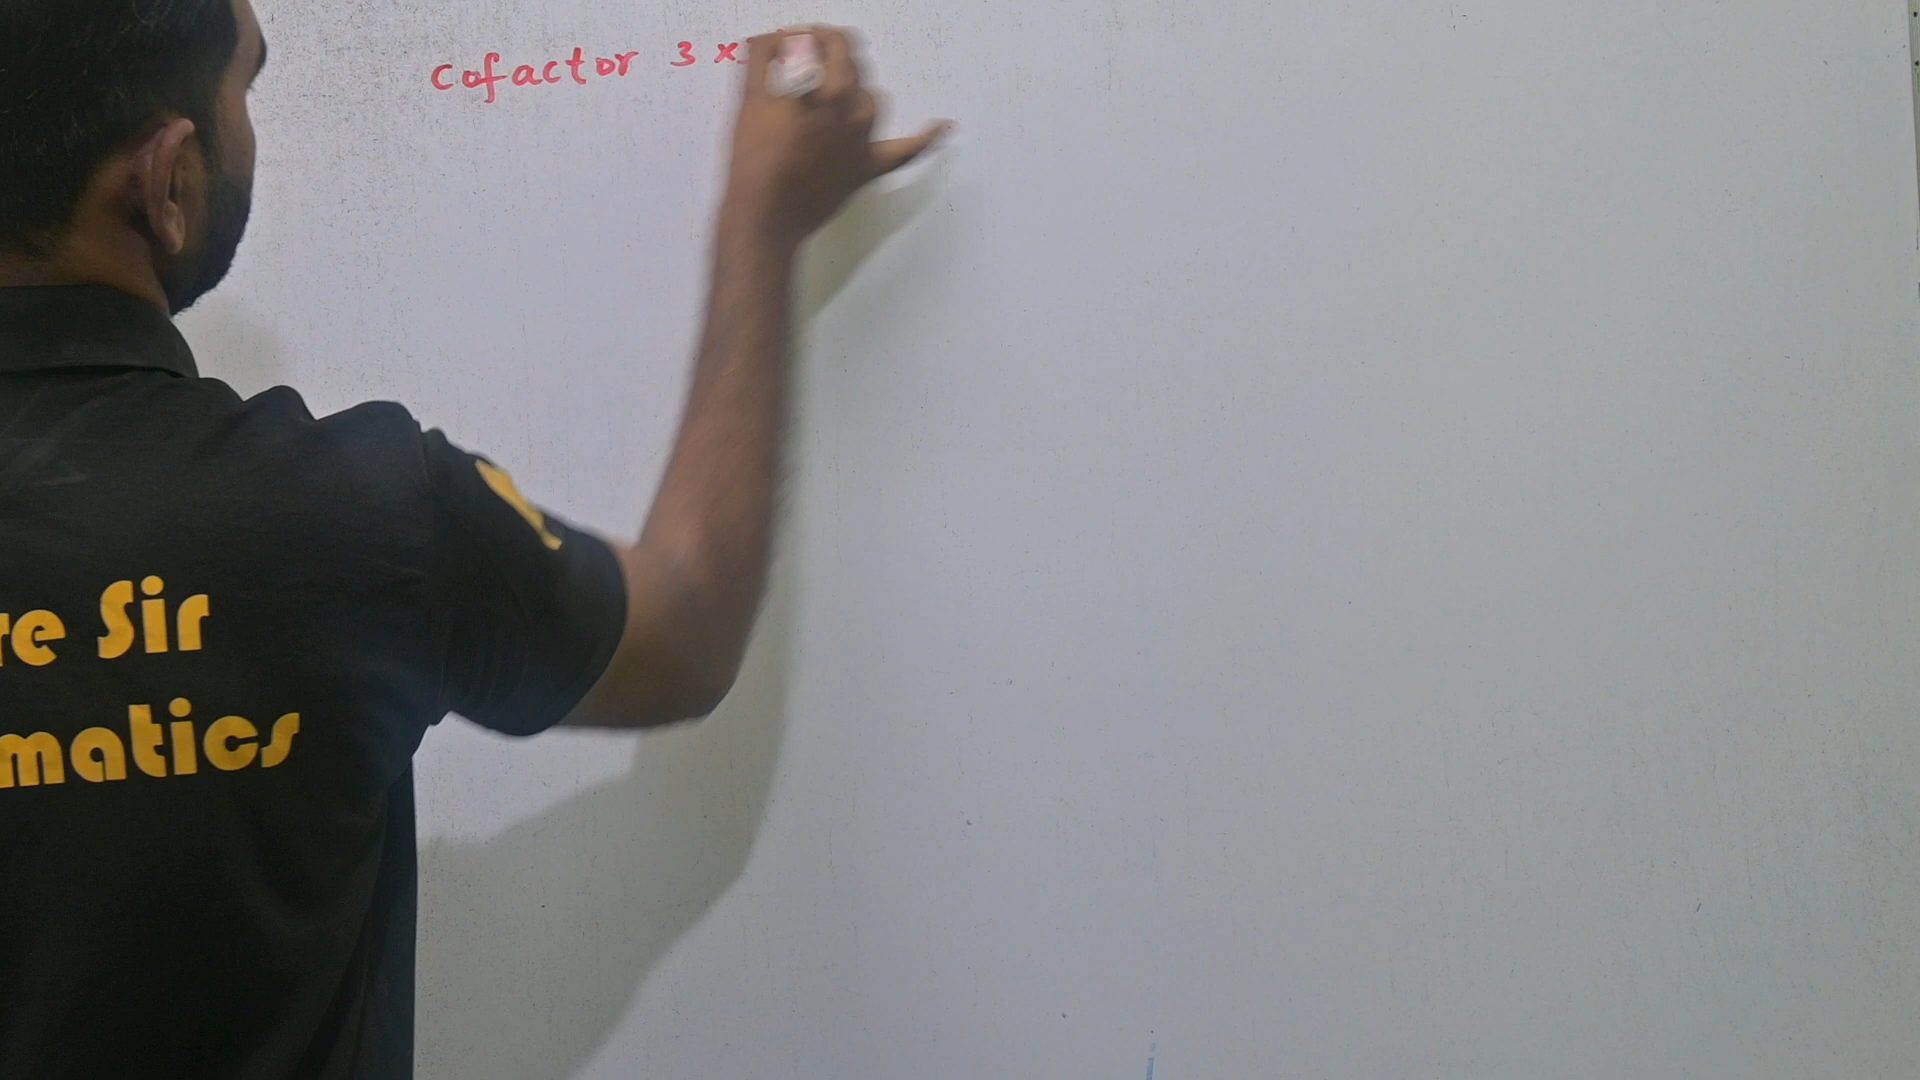 cofactor 3 ×
re Sir
matics